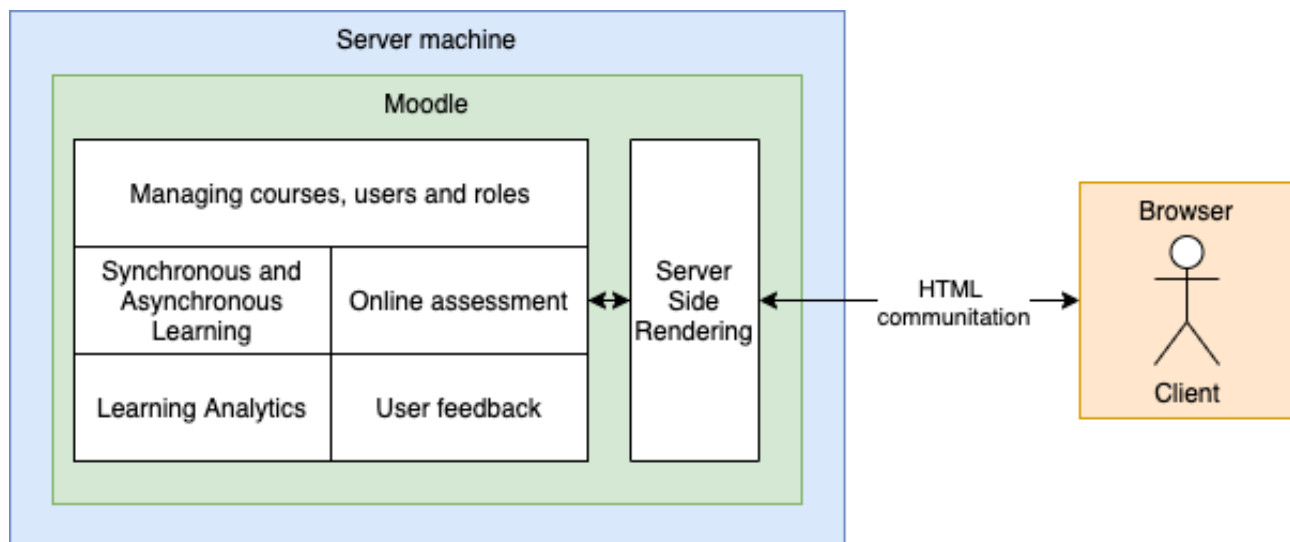 Server machine
Moodle
Managing courses, users and roles
Synchronous and
Asynchronous
Learning
Online assessment
Learning Analytics
User feedback
Server
Side
Rendering
HTML
communitation
Browser
Client